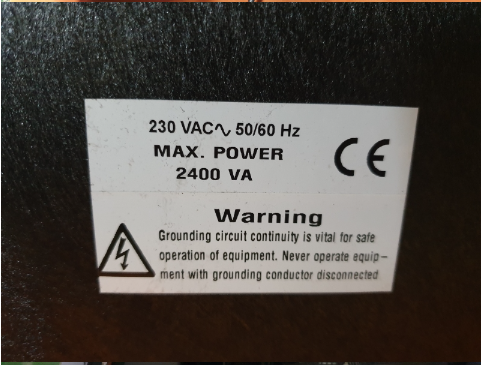 230 VAC∿ 50/60 Hz
MAX. POWER
2400 VA
CE
Warning
Grounding circuit continuity is vital for safe
operation of equipment. Never operate equip-
ment with grounding conductor disconnected